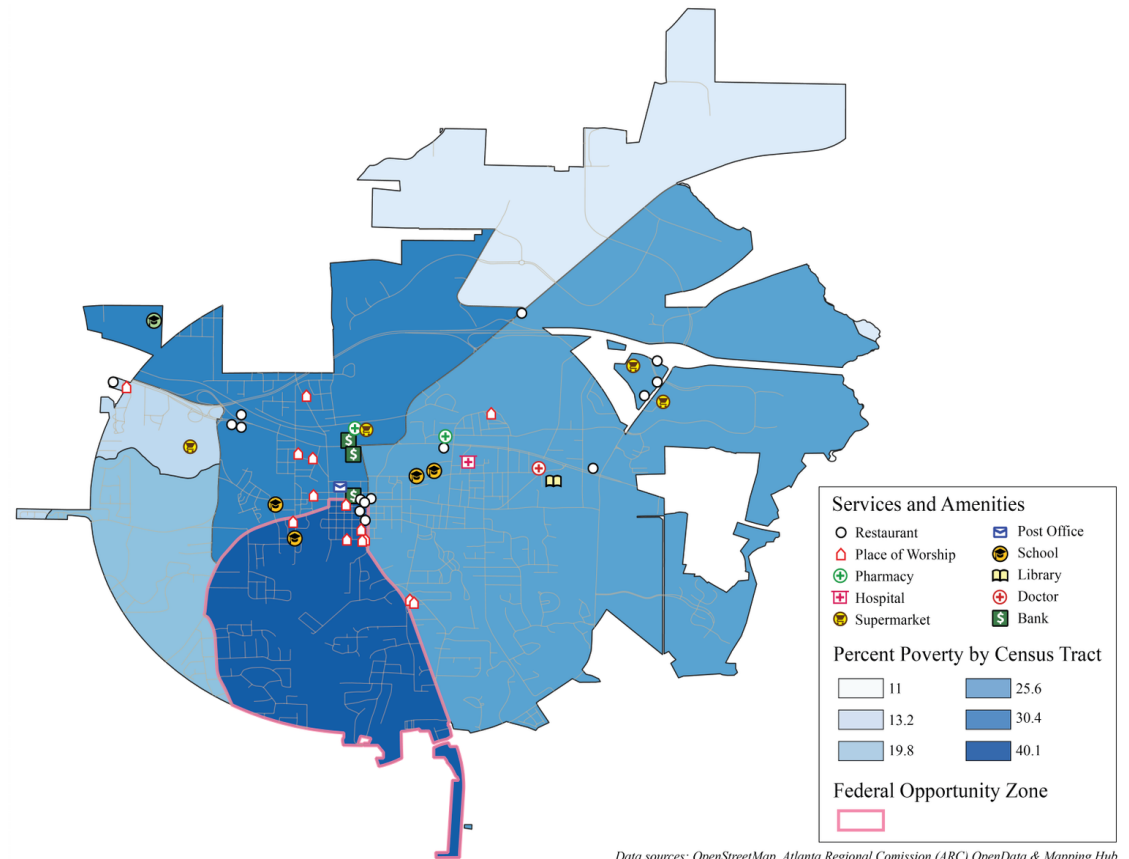 Services and Amenities
Restaurant
Place of Worship
Pharmacy
Hospital
Supermarket
Post Office
School
Library
Doctor
Bank
Percent Poverty by Census Tract
11
13.2
19.8
25.6
30.4
40.1
Federal Opportunity Zone
Data sources: OpenStreetMap, Atlanta Regional Comission (ARC) OpenData & Mapping Hub